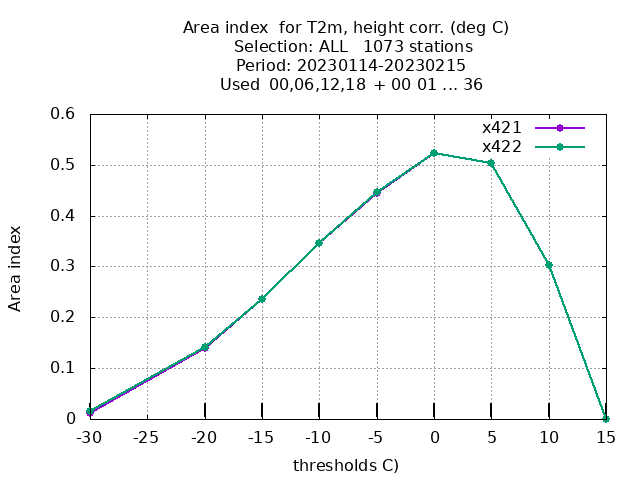 Area index  for T2m, height corr. (deg C)
Selection: ALL   1073 stations
Period: 20230114-20230215
Used  00,06,12,18  + 00 01 ... 36
x421
x422
0.6
0.5
0.4
0.3
0.2
0.1
0
Area index
-30 -25 -20 -15 -10 -5 0 5 10 15
thresholds C)